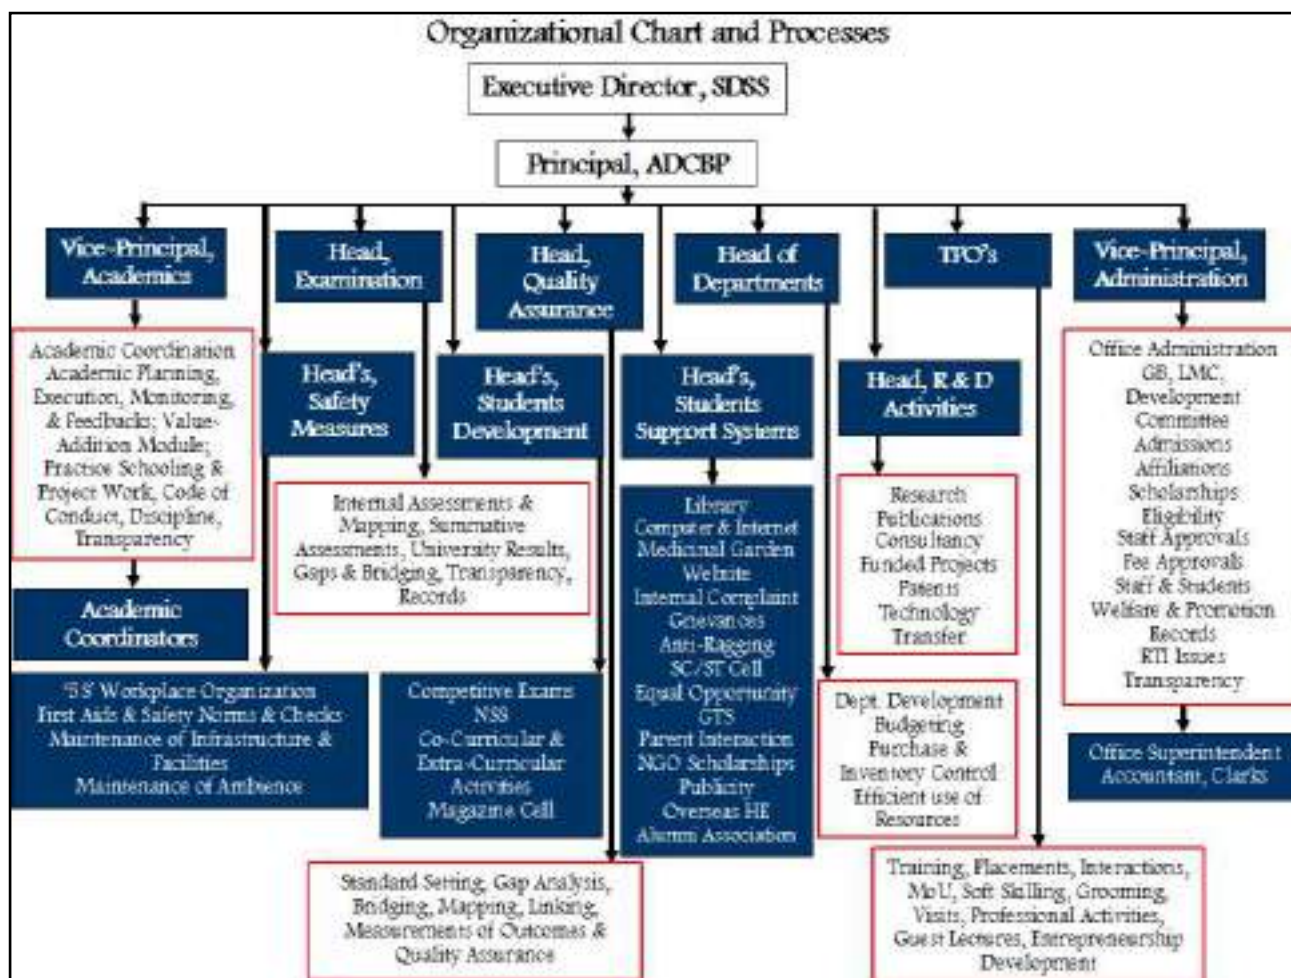 Organizational Chart and Processes
Executive Director, SDSS
Principal, ADCBP
Vice-Principal,
Academics
Head,
Examination
Head,
Quality
Assurance
Head of
Departments
TPO's
Vice-Principal,
Administration
Academic Coordination
Academic Planning,
Execution, Monitoring,
& Feedbacks; Value-
Addition Module;
Practice Schooling &
Project Work, Code of
Conduct, Discipline,
Transparency
Head's,
Safety
Measures
Head's,
Students
Development
Head's,
Students
Support Systems
Head, R & D
Activities
Office Administration
GB, LMC,
Development
Committee
Admissions
Affiliations
Scholarships
Eligibility
Staff Approvals
Fee Approvals
Staff & Students
Welfare & Promotion
Records
RTI Issues
Transparency
Internal Assessments &
Mapping, Summative
Assessments, University Results,
Gaps & Bridging, Transparency,
Records
Library
Computer & Internet
Medicinal Garden
Website
Internal Complaint
Grievances
Anti-Ragging
SC/ST Cell
Equal Opportunity
GTS
Parent Interaction
NGO Scholarships
Publicity
Overseas HE
Alumni Association
Research
Publications
Consultancy
Funded Projects
Patents
Technology
Transfer
Academic
Coordinators
'5S' Workplace Organization
First Aids & Safety Norms & Checks
Maintenance of Infrastructure &
Facilities
Maintenance of Ambience
Competitive Exams
NSS
Co-Curricular &
Extra-Curricular
Activities
Magazine Cell
Dept. Development
Budgeting
Purchase &
Inventory Control
Efficient use of
Resources
Office Superintendent
Accountant, Clarks
Standard Setting, Gap Analysis,
Bridging, Mapping, Linking,
Measurements of Outcomes &
Quality Assurance
Training, Placements, Interactions,
MoU, Soft Skilling, Grooming,
Visits, Professional Activities,
Guest Lectures, Entrepreneurship
Development